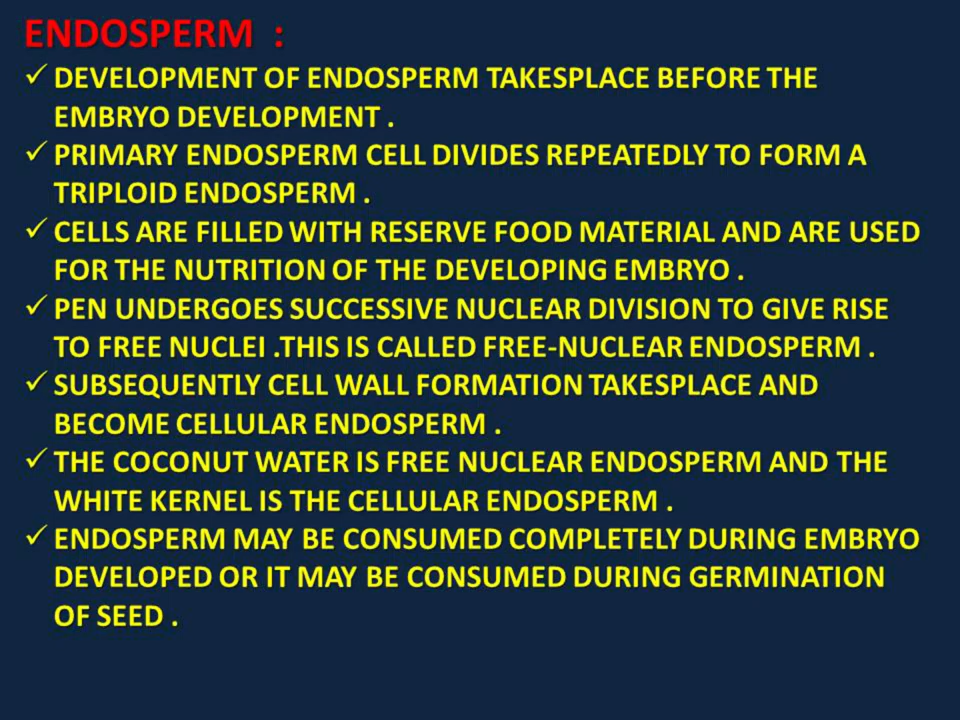 ENDOSPERM :
✓ DEVELOPMENT OF ENDOSPERM TAKESPLACE BEFORE THE
EMBRYO DEVELOPMENT .
✓ PRIMARY ENDOSPERM CELL DIVIDES REPEATEDLY TO FORM A
TRIPLOID ENDOSPERM .
✓ CELLS ARE FILLED WITH RESERVE FOOD MATERIAL AND ARE USED
FOR THE NUTRITION OF THE DEVELOPING EMBRYO .
✓ PEN UNDERGOES SUCCESSIVE NUCLEAR DIVISION TO GIVE RISE
TO FREE NUCLEI .THIS IS CALLED FREE-NUCLEAR ENDOSPERM .
✓ SUBSEQUENTLY CELL WALL FORMATION TAKESPLACE AND
BECOME CELLULAR ENDOSPERM .
✓ THE COCONUT WATER IS FREE NUCLEAR ENDOSPERM AND THE
WHITE KERNEL IS THE CELLULAR ENDOSPERM .
✓ ENDOSPERM MAY BE CONSUMED COMPLETELY DURING EMBRYO
DEVELOPED OR IT MAY BE CONSUMED DURING GERMINATION
OF SEED .